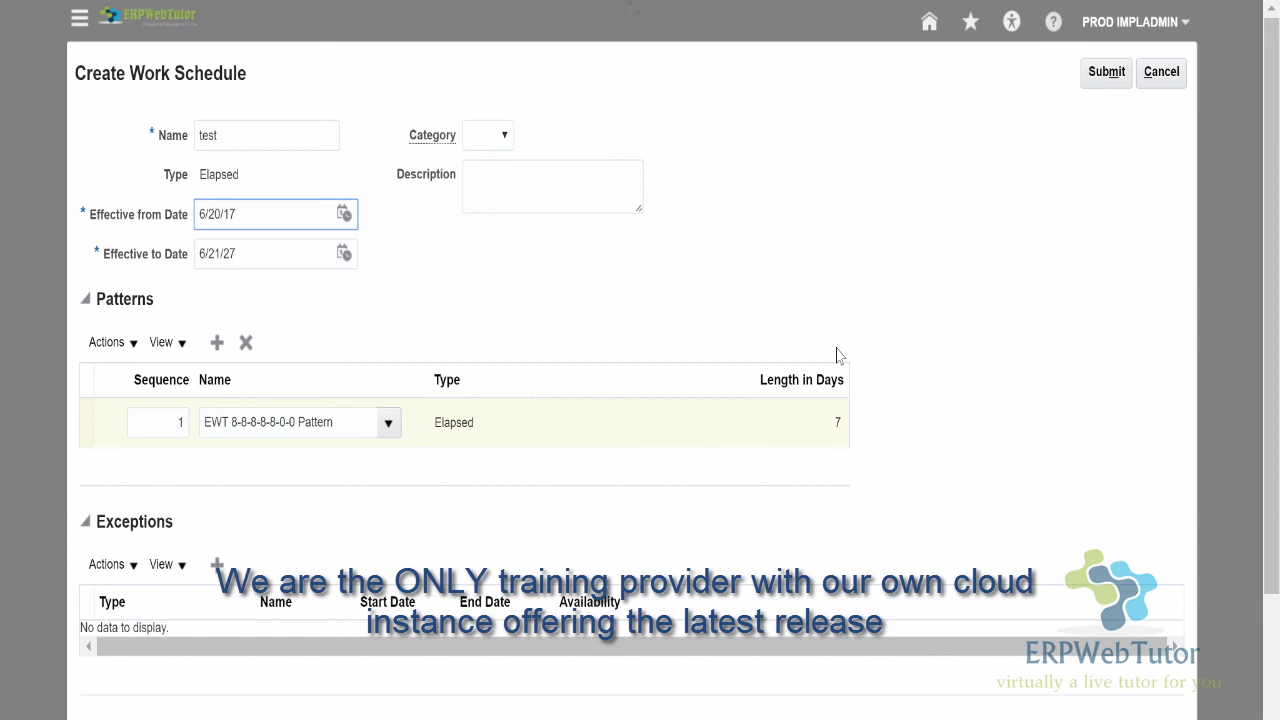 ERPWebTutor
PROD IMPLADMIN
Create Work Schedule
Submit
Cancel
* Name test
Category
Type Elapsed
Description
* Effective from Date 6/20/17
* Effective to Date 6/21/27
Patterns
Actions View
Sequence Name Type Length in Days
1 EWT 8-8-8-8-8-0-0 Pattern Elapsed 7
Exceptions
Actions View
We are the ONLY training provider with our own cloud
Type Name Start Date End Date Availability
instance offering the latest release
No data to display.
ERPWebTutor
virtually a live tutor for you